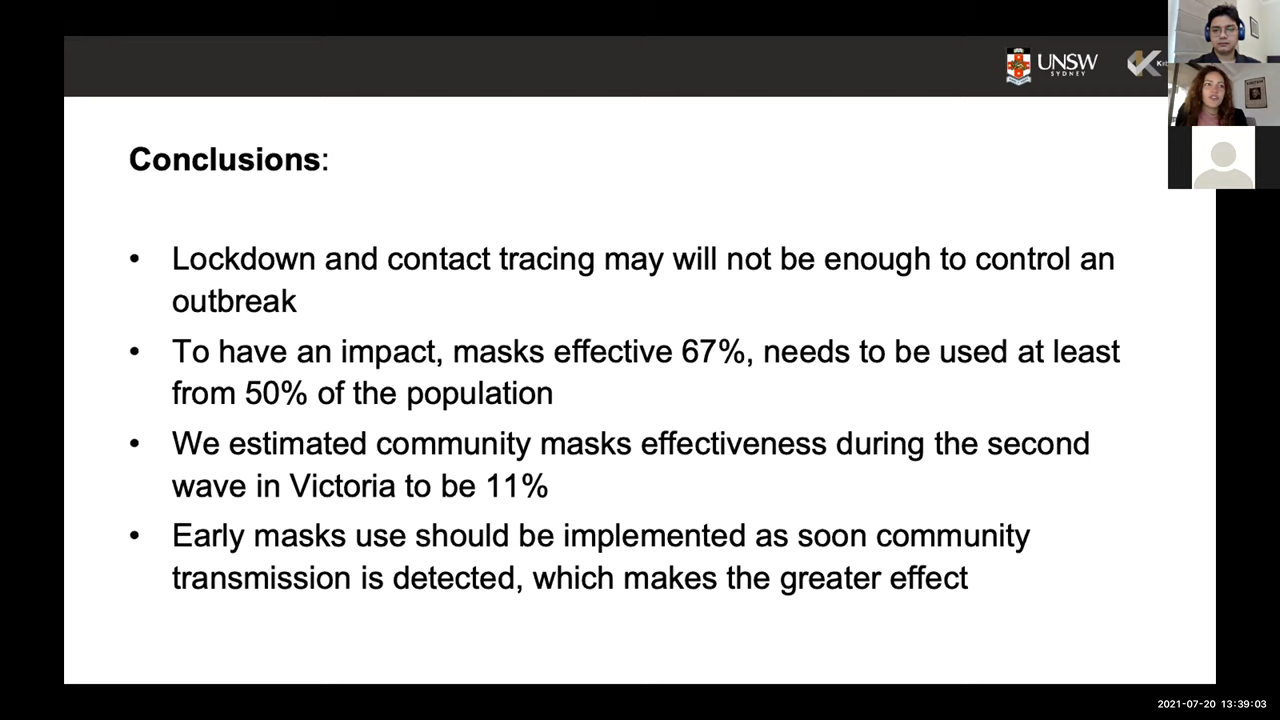 UNSW
SYDNEY
Conclusions:
• Lockdown and contact tracing may will not be enough to control an
outbreak
• To have an impact, masks effective 67%, needs to be used at least
from 50% of the population
• We estimated community masks effectiveness during the second
wave in Victoria to be 11%
• Early masks use should be implemented as soon community
transmission is detected, which makes the greater effect
2021-07-20 13:39:03